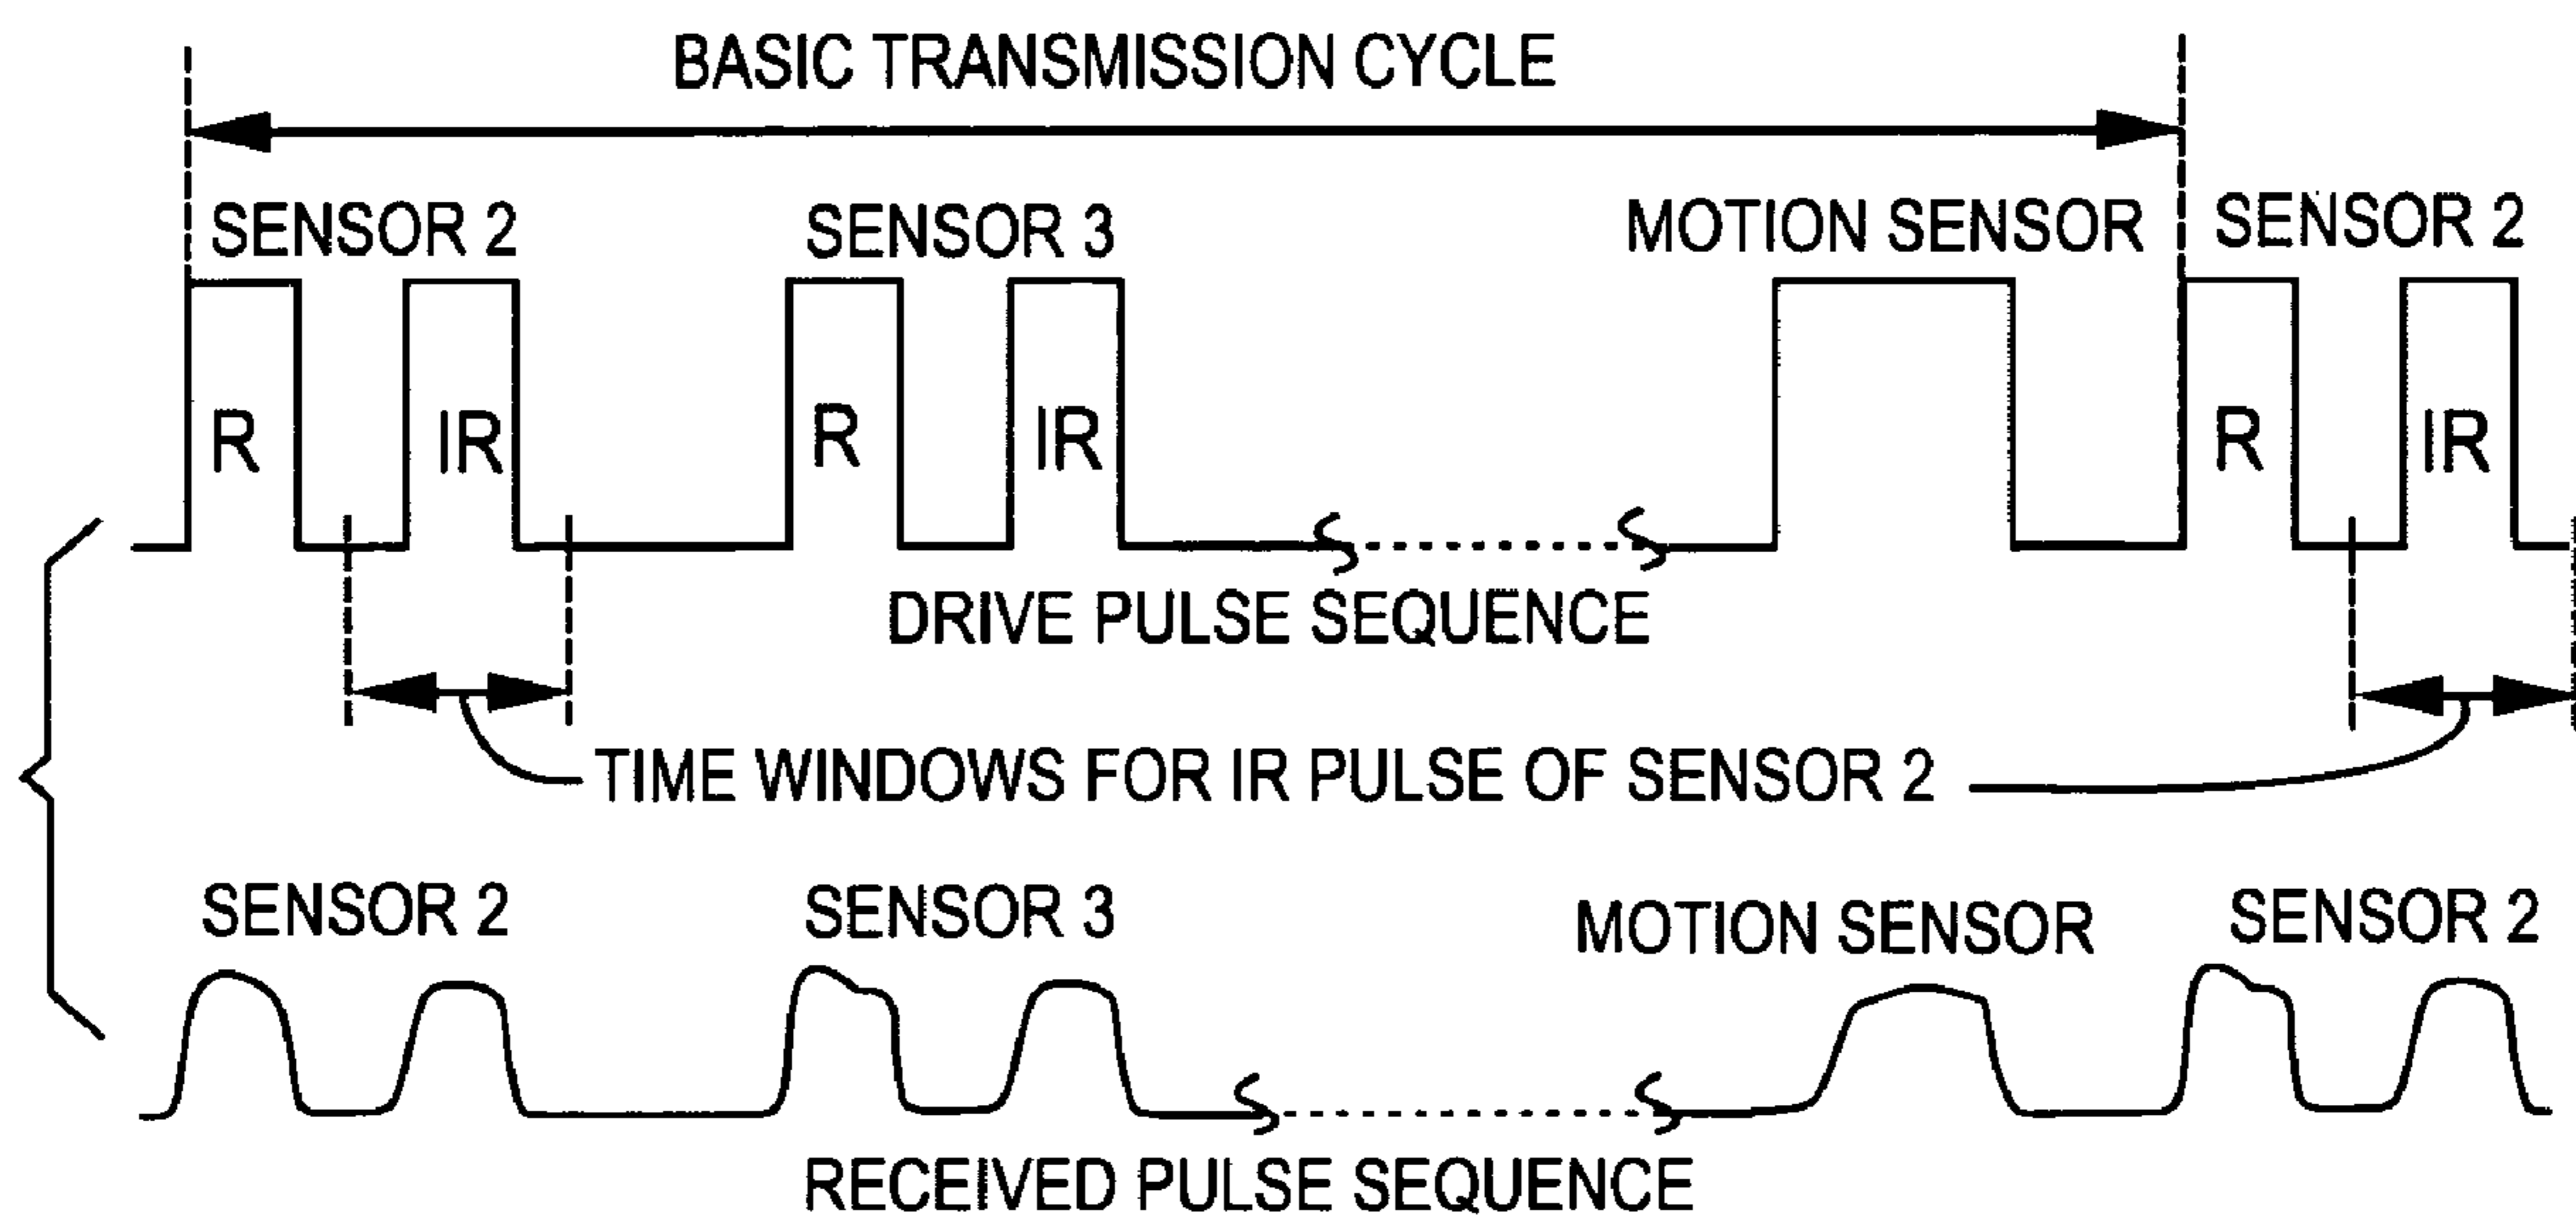 BASIC TRANSMISSION CYCLE
SENSOR 2
SENSOR 3
MOTION SENSOR
SENSOR 2
R
IR
R
IR
R
IR
DRIVE PULSE SEQUENCE
TIME WINDOWS FOR IR PULSE OF SENSOR 2
SENSOR 2
SENSOR 3
MOTION SENSOR
SENSOR 2
RECEIVED PULSE SEQUENCE